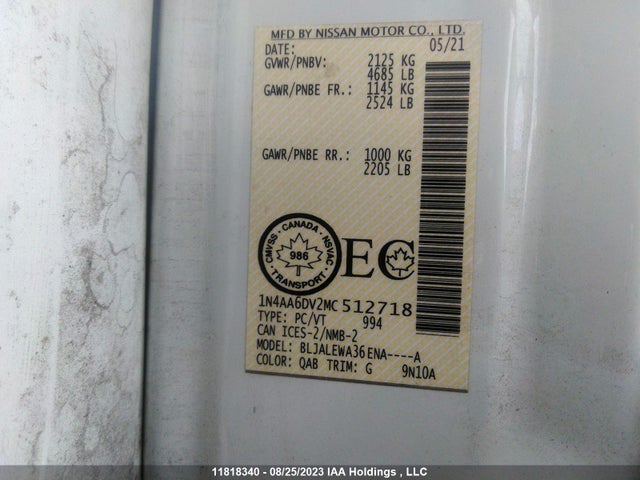 MFD BY NISSAN MOTOR CO., LTD.
DATE: 05/21
GVWR/PNBV: 2125 KG
4685 LB
GAWR/PNBE FR.: 1145 KG
2524 LB
GAWR/PNBE RR.: 1000 KG
2205 LB
CANADA
CMVSS · NSVAC
986
TRANSPORT
EC
1N4AA6DV2MC512718
TYPE: PC/VT 994
CAN ICES-2/NMB-2
MODEL: BLJALEWA36ENA----A
COLOR: QAB TRIM: G 9N10A
11818340 - 08/25/2023 IAA Holdings , LLC